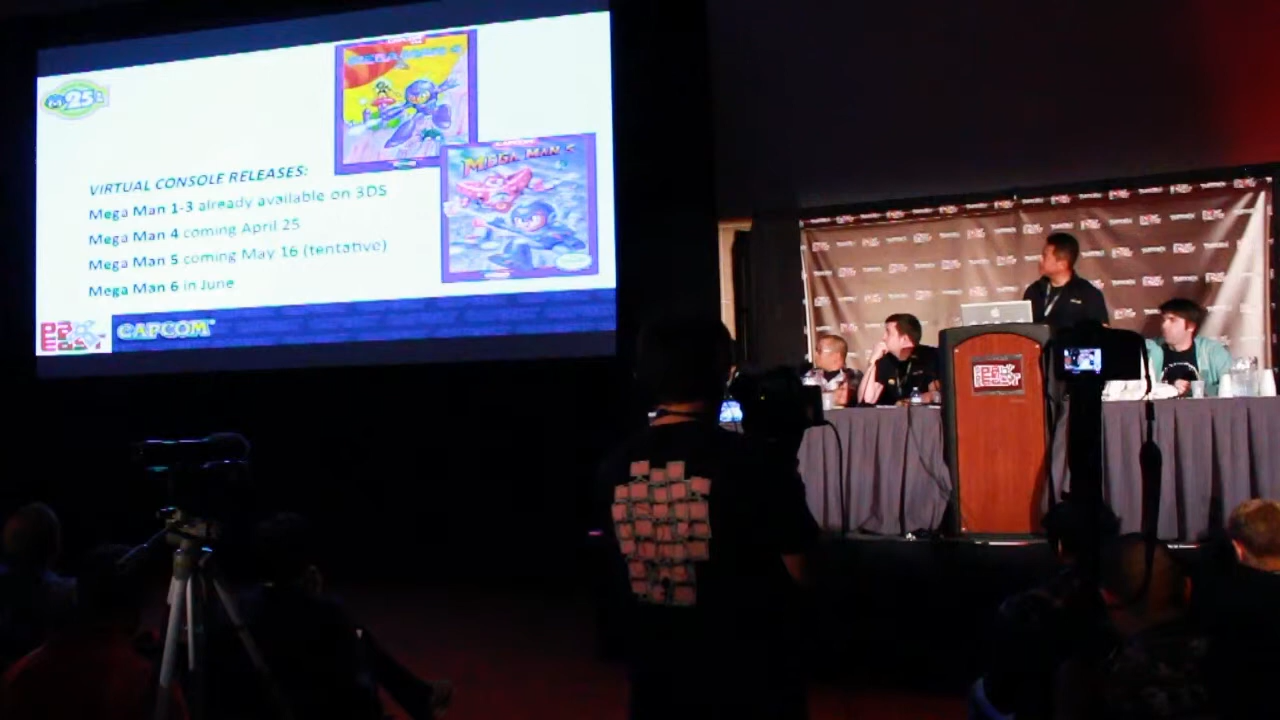 25
VIRTUAL CONSOLE RELEASES:
Mega Man 1-3 already available on 3DS
Mega Man 4 coming April 25
Mega Man 5 coming May 16 (tentative)
Mega Man 6 in June
MEGA MAN 5
pax
East
CAPCOM